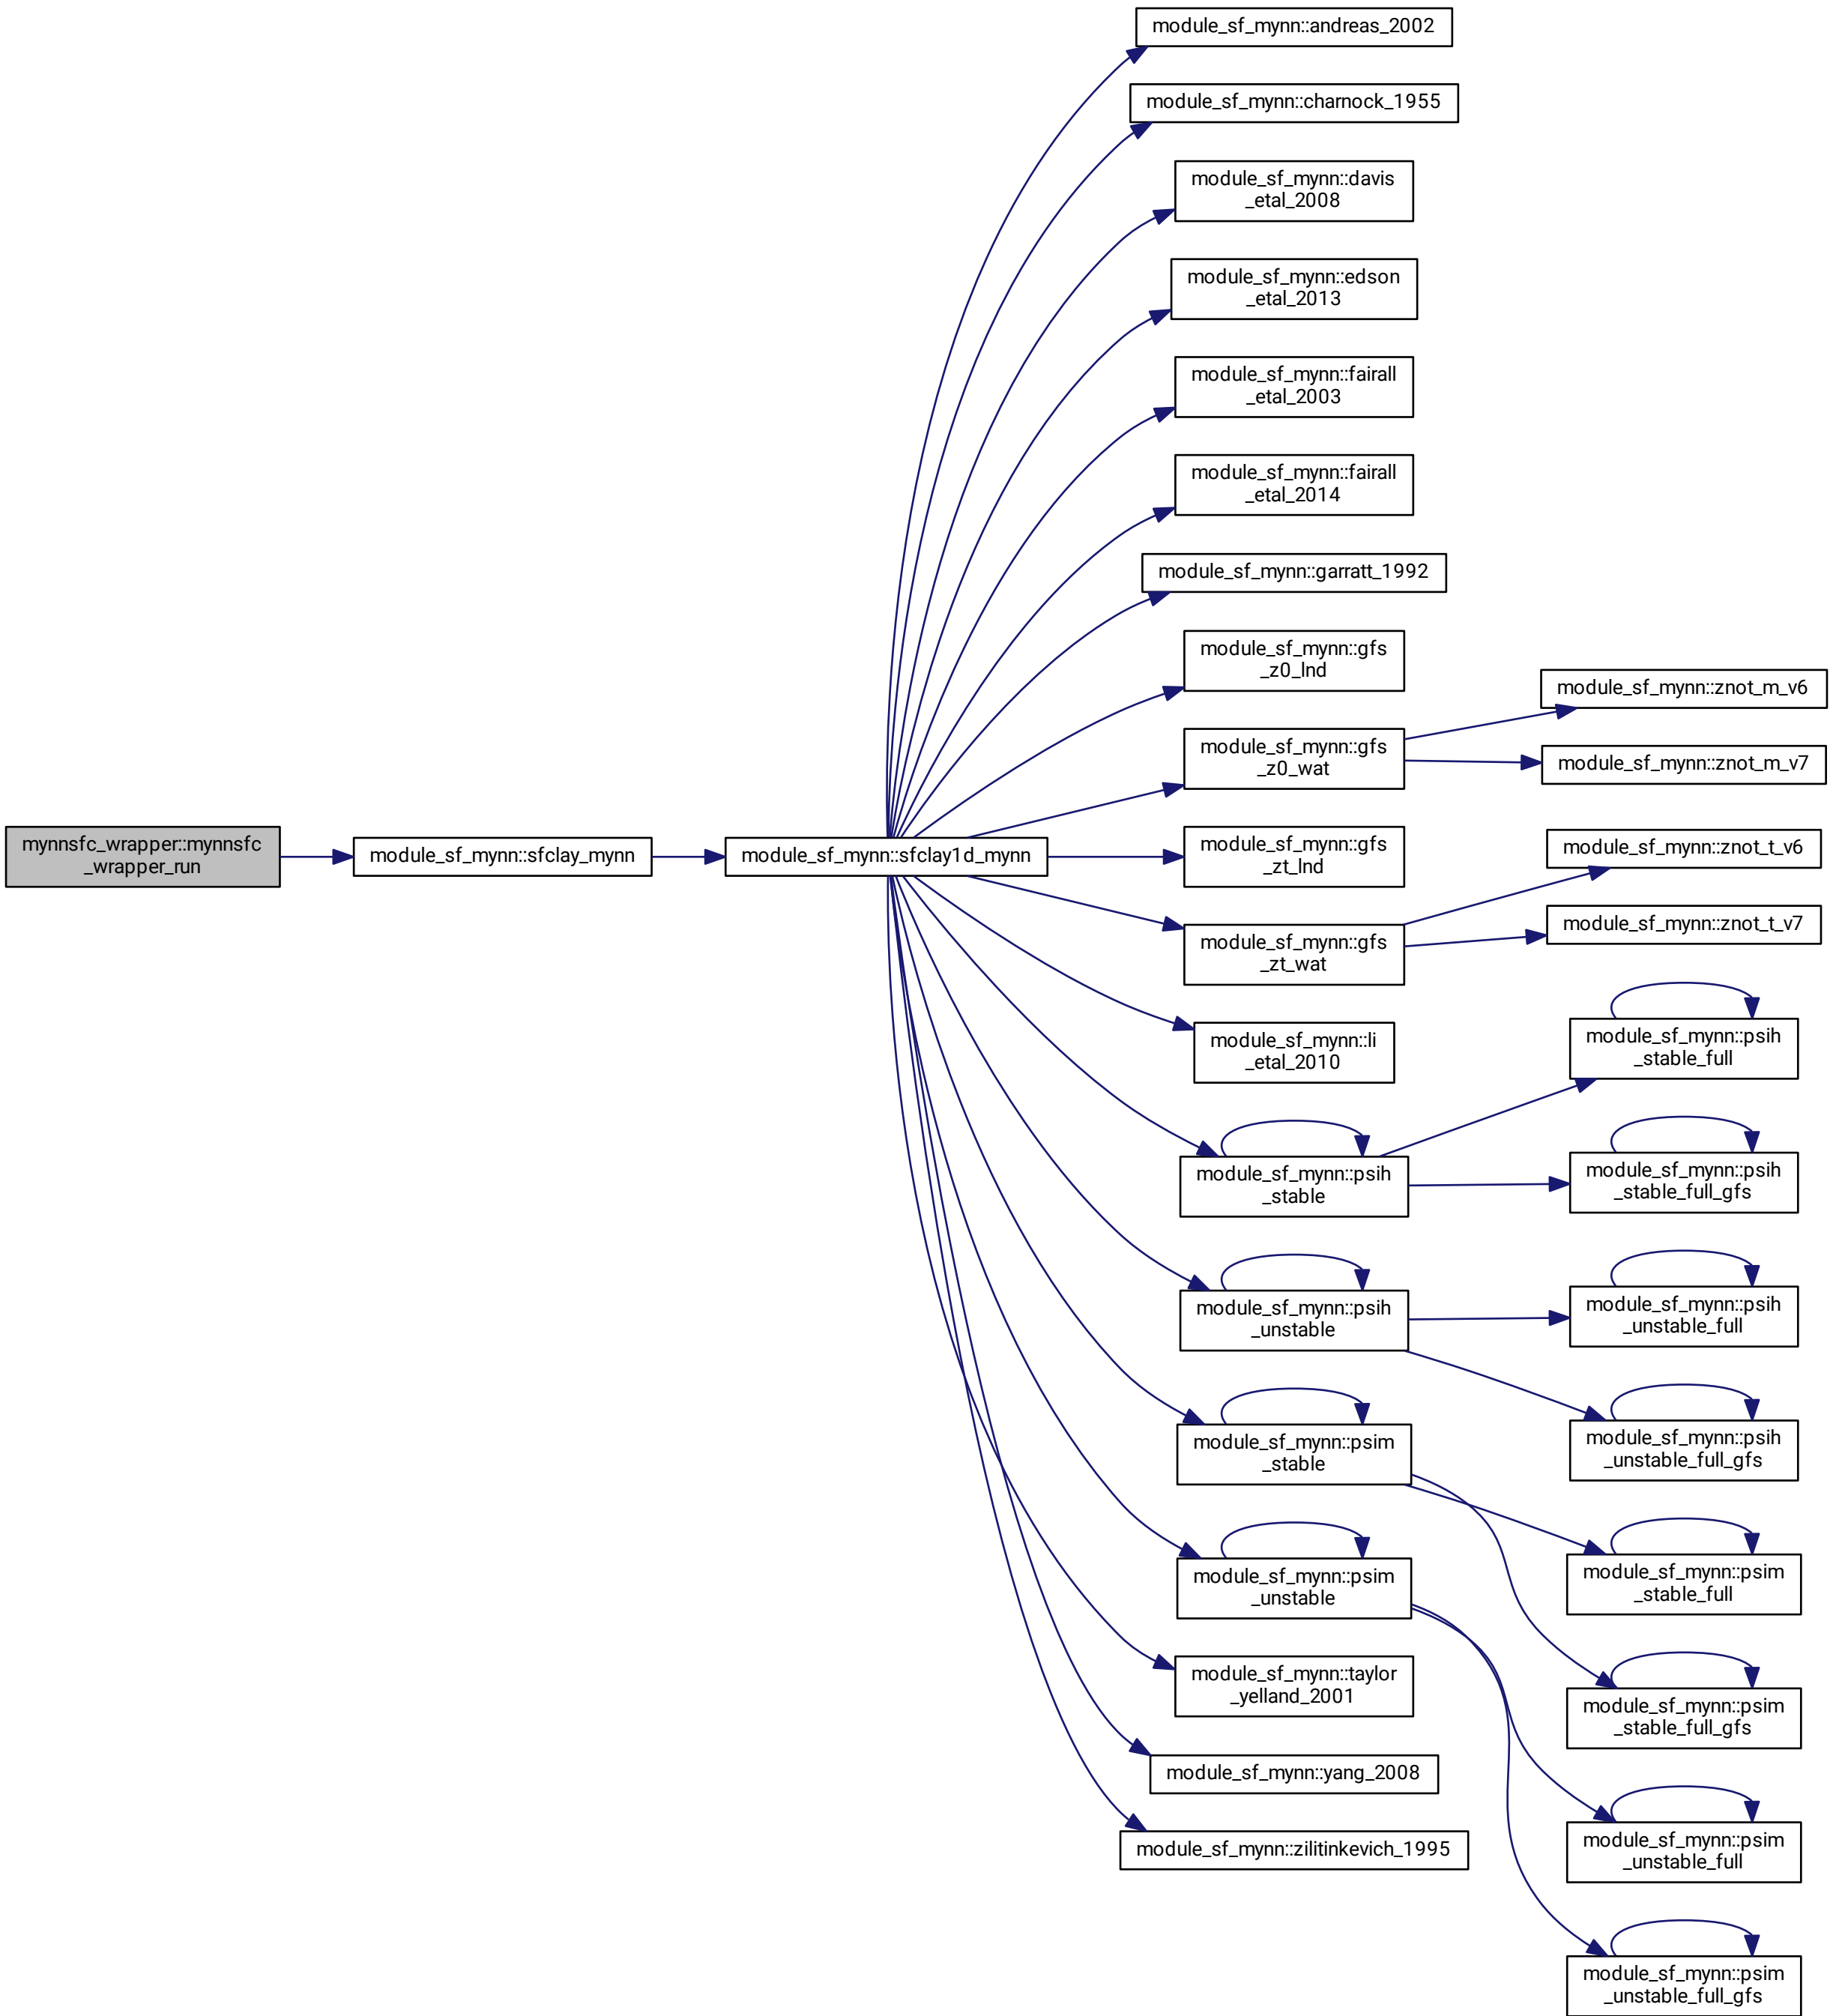 mynnsfc_wrapper::mynnsfc
_wrapper_run
module_sf_mynn::sfclay_mynn
module_sf_mynn::sfclay1d_mynn
module_sf_mynn::andreas_2002
module_sf_mynn::charnock_1955
module_sf_mynn::davis
_etal_2008
module_sf_mynn::edson
_etal_2013
module_sf_mynn::fairall
_etal_2003
module_sf_mynn::fairall
_etal_2014
module_sf_mynn::garratt_1992
module_sf_mynn::gfs
_z0_lnd
module_sf_mynn::gfs
_z0_wat
module_sf_mynn::gfs
_zt_lnd
module_sf_mynn::gfs
_zt_wat
module_sf_mynn::li
_etal_2010
module_sf_mynn::psih
_stable
module_sf_mynn::psih
_unstable
module_sf_mynn::psim
_stable
module_sf_mynn::psim
_unstable
module_sf_mynn::taylor
_yelland_2001
module_sf_mynn::yang_2008
module_sf_mynn::zilitinkevich_1995
module_sf_mynn::znot_m_v6
module_sf_mynn::znot_m_v7
module_sf_mynn::znot_t_v6
module_sf_mynn::znot_t_v7
module_sf_mynn::psih
_stable_full
module_sf_mynn::psih
_stable_full_gfs
module_sf_mynn::psih
_unstable_full
module_sf_mynn::psih
_unstable_full_gfs
module_sf_mynn::psim
_stable_full
module_sf_mynn::psim
_stable_full_gfs
module_sf_mynn::psim
_unstable_full
module_sf_mynn::psim
_unstable_full_gfs